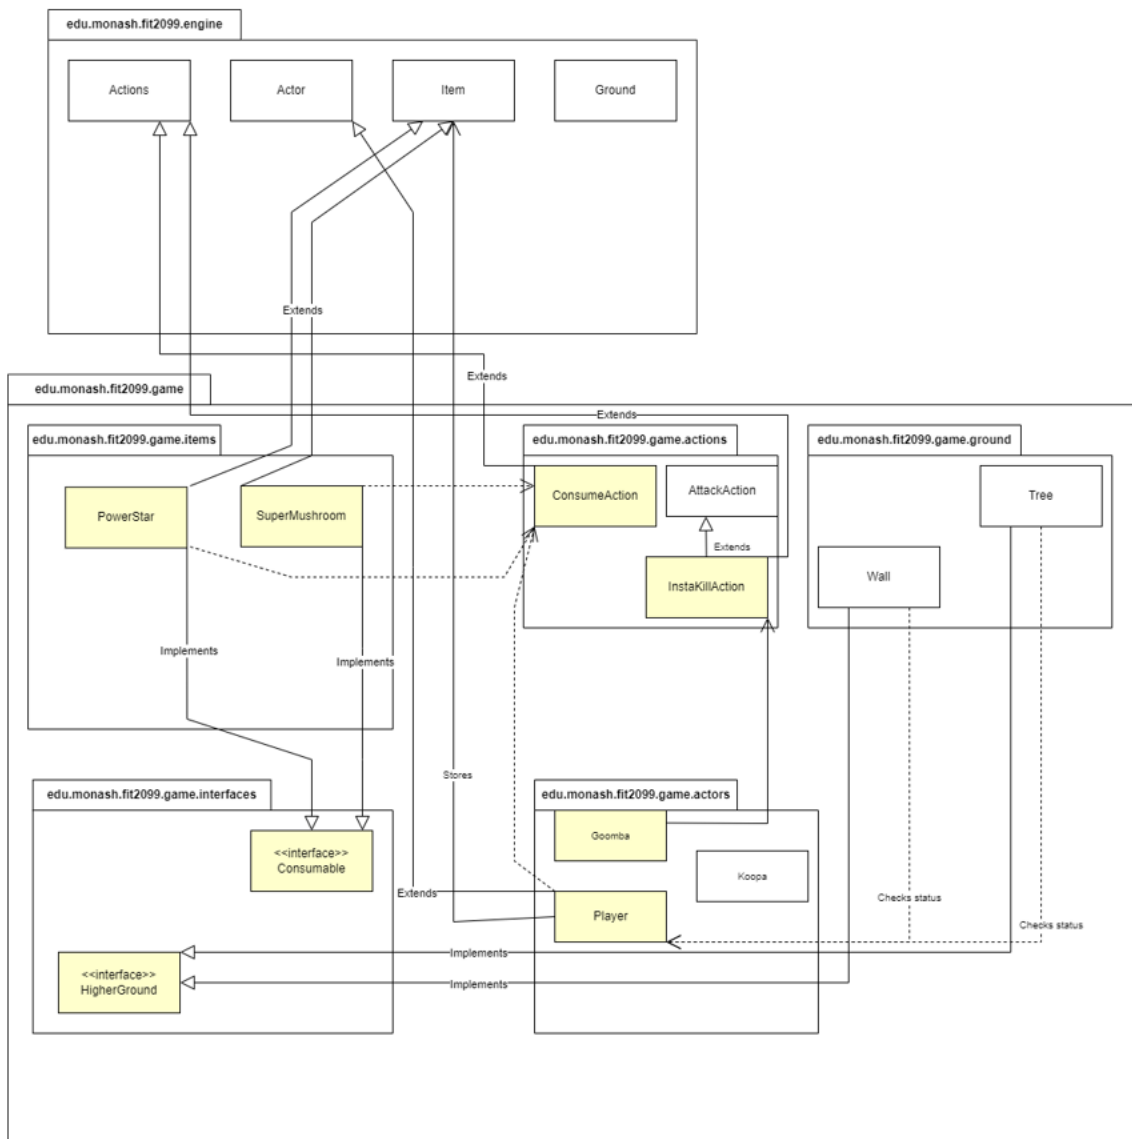 edu.monash.fit2099.engine
Actions
Actor
Item
Ground
Extends
Extends
edu.monash.fit2099.game
Extends
edu.monash.fit2099.game.items
edu.monash.fit2099.game.actions
edu.monash.fit2099.game.ground
PowerStar
SuperMushroom
ConsumeAction
AttackAction
Tree
Extends
Wall
InstaKillAction
Implements
Implements
Stores
edu.monash.fit2099.game.interfaces
edu.monash.fit2099.game.actors
Goomba
<<interface>>
Consumable
Koopa
Extends
Player
Checks status
Checks status
Implements
<<interface>>
HigherGround
Implements